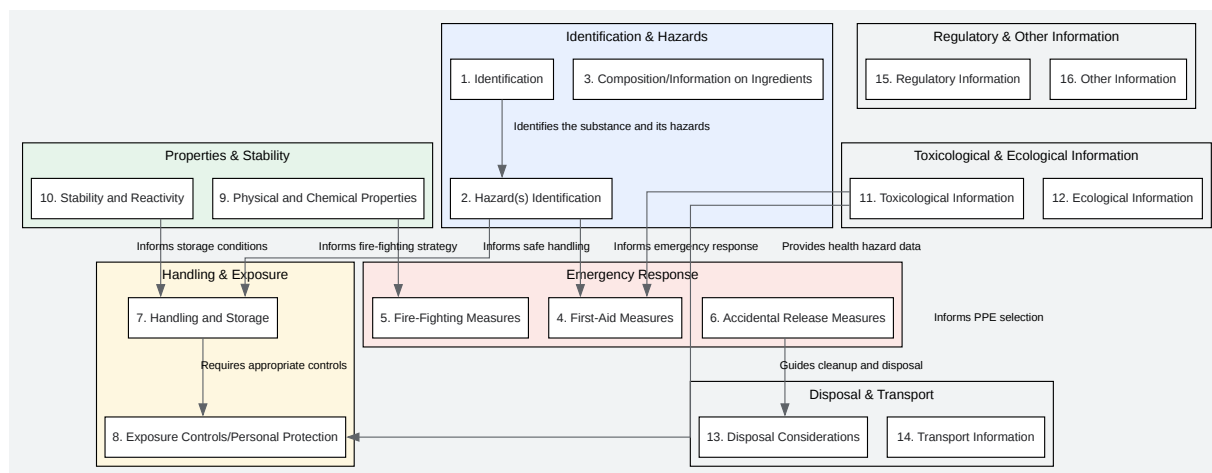 Identification & Hazards
1. Identification
3. Composition/Information on Ingredients
Identifies the substance and its hazards
2. Hazard(s) Identification
Regulatory & Other Information
15. Regulatory Information
16. Other Information
Properties & Stability
10. Stability and Reactivity
9. Physical and Chemical Properties
Toxicological & Ecological Information
11. Toxicological Information
12. Ecological Information
Informs storage conditions
Informs fire-fighting strategy
Informs safe handling
Informs emergency response
Provides health hazard data
Handling & Exposure
7. Handling and Storage
Requires appropriate controls
8. Exposure Controls/Personal Protection
Emergency Response
5. Fire-Fighting Measures
4. First-Aid Measures
6. Accidental Release Measures
Informs PPE selection
Guides cleanup and disposal
Disposal & Transport
13. Disposal Considerations
14. Transport Information